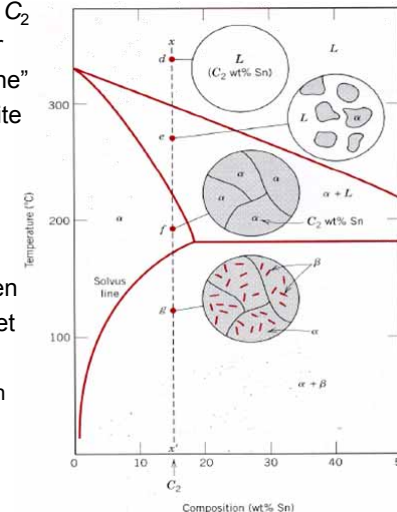 C₂
ne"
ite
en
et
n
x
d
L
(C₂ wt% Sn)
L
300
e
L
α
α
α
α
α + L
200
α
f
α
C₂ wt% Sn
Temperature (°C)
β
Solvus
line
g
α
100
α + β
x'
0
10
20
30
40
C₂
Composition (wt% Sn)